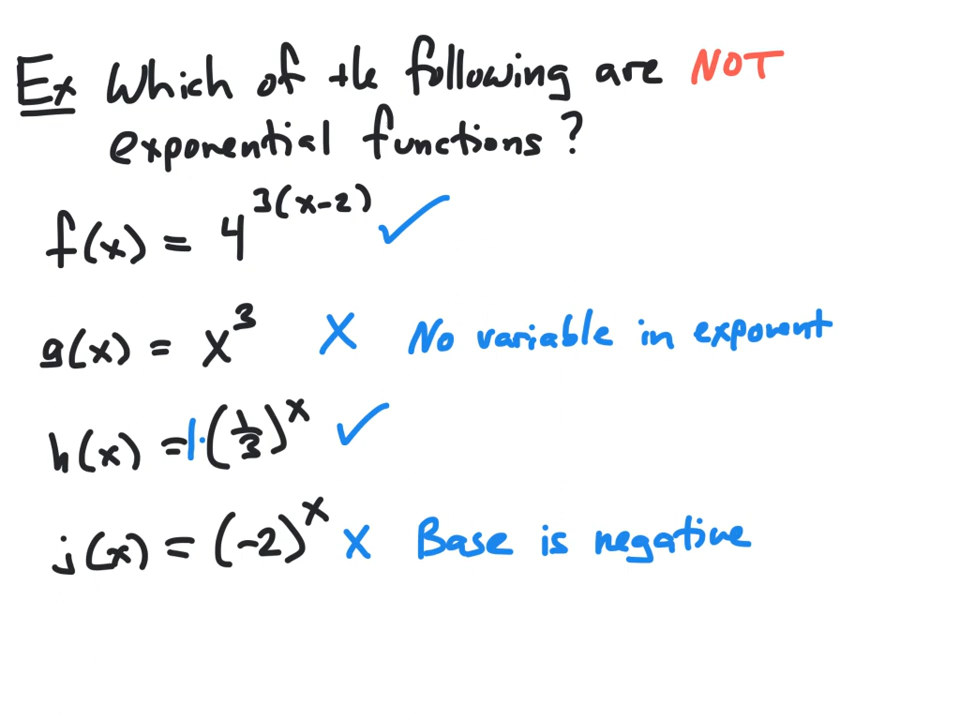 Ex Which of the following are NOT
exponential functions?
f(x) = 4^{3(x-2)} ✓
g(x) = x^3 X No variable in exponent
h(x) = 1·(1/3)^x ✓
j(x) = (-2)^x X Base is negative